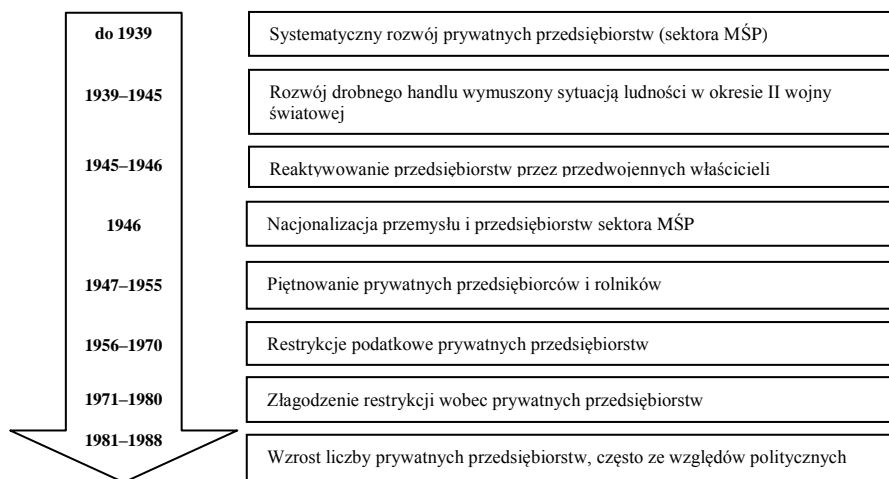 do 1939
Systematyczny rozwój prywatnych przedsiębiorstw (sektora MŚP)
1939–1945
Rozwój drobnego handlu wymuszony sytuacją ludności w okresie II wojny
światowej
1945–1946
Reaktywowanie przedsiębiorstw przez przedwojennych właścicieli
1946
Nacjonalizacja przemysłu i przedsiębiorstw sektora MŚP
1947–1955
Piętnowanie prywatnych przedsiębiorców i rolników
1956–1970
Restrykcje podatkowe prywatnych przedsiębiorstw
1971–1980
Złagodzenie restrykcji wobec prywatnych przedsiębiorstw
1981–1988
Wzrost liczby prywatnych przedsiębiorstw, często ze względów politycznych